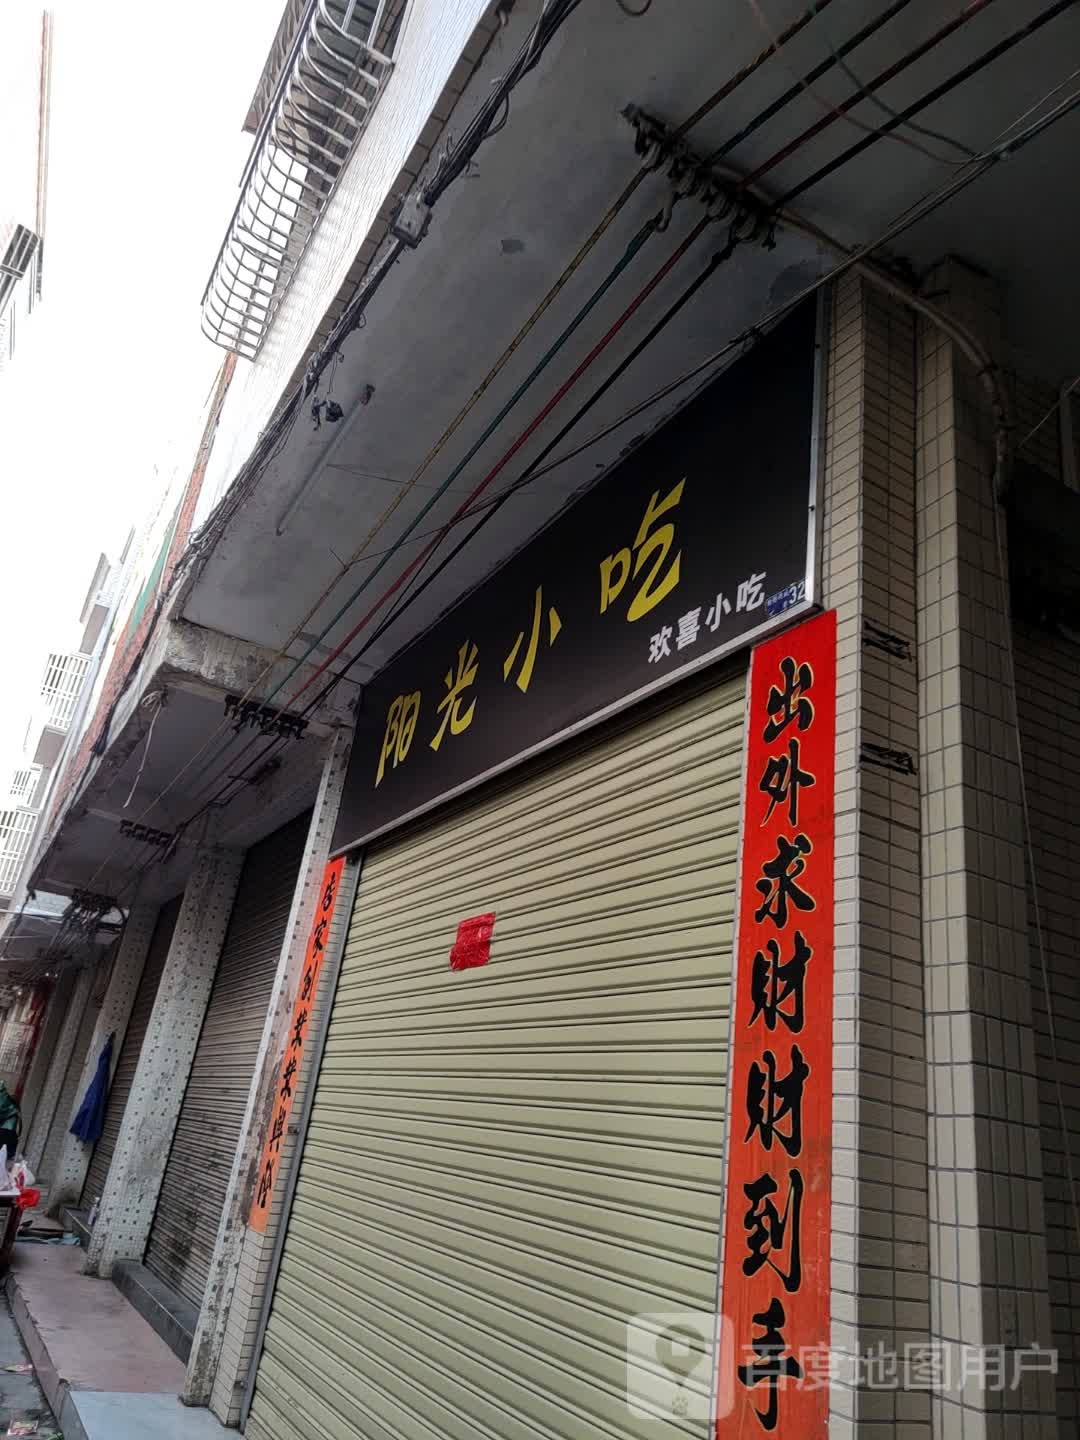 阳光小吃
欢喜小吃
32
出外求财财到手
百度地图用户